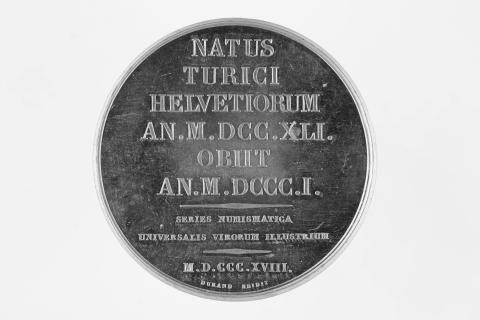 NATUS
TURICI
HELVETIORUM
AN.M.DCC.XLI.
OBIIT
AN.M.DCCC.I.
SERIES NUMISMATICA
UNIVERSALIS VIRORUM ILLUSTRIUM
M.D.CCC.XVIII.
DURAND EDIDIT